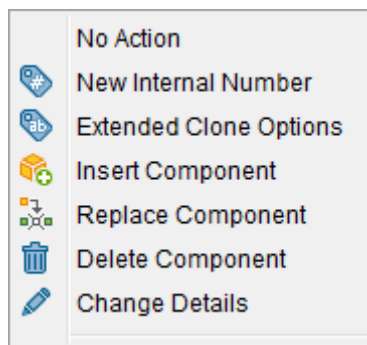 No Action
New Internal Number
Extended Clone Options
Insert Component
Replace Component
Delete Component
Change Details